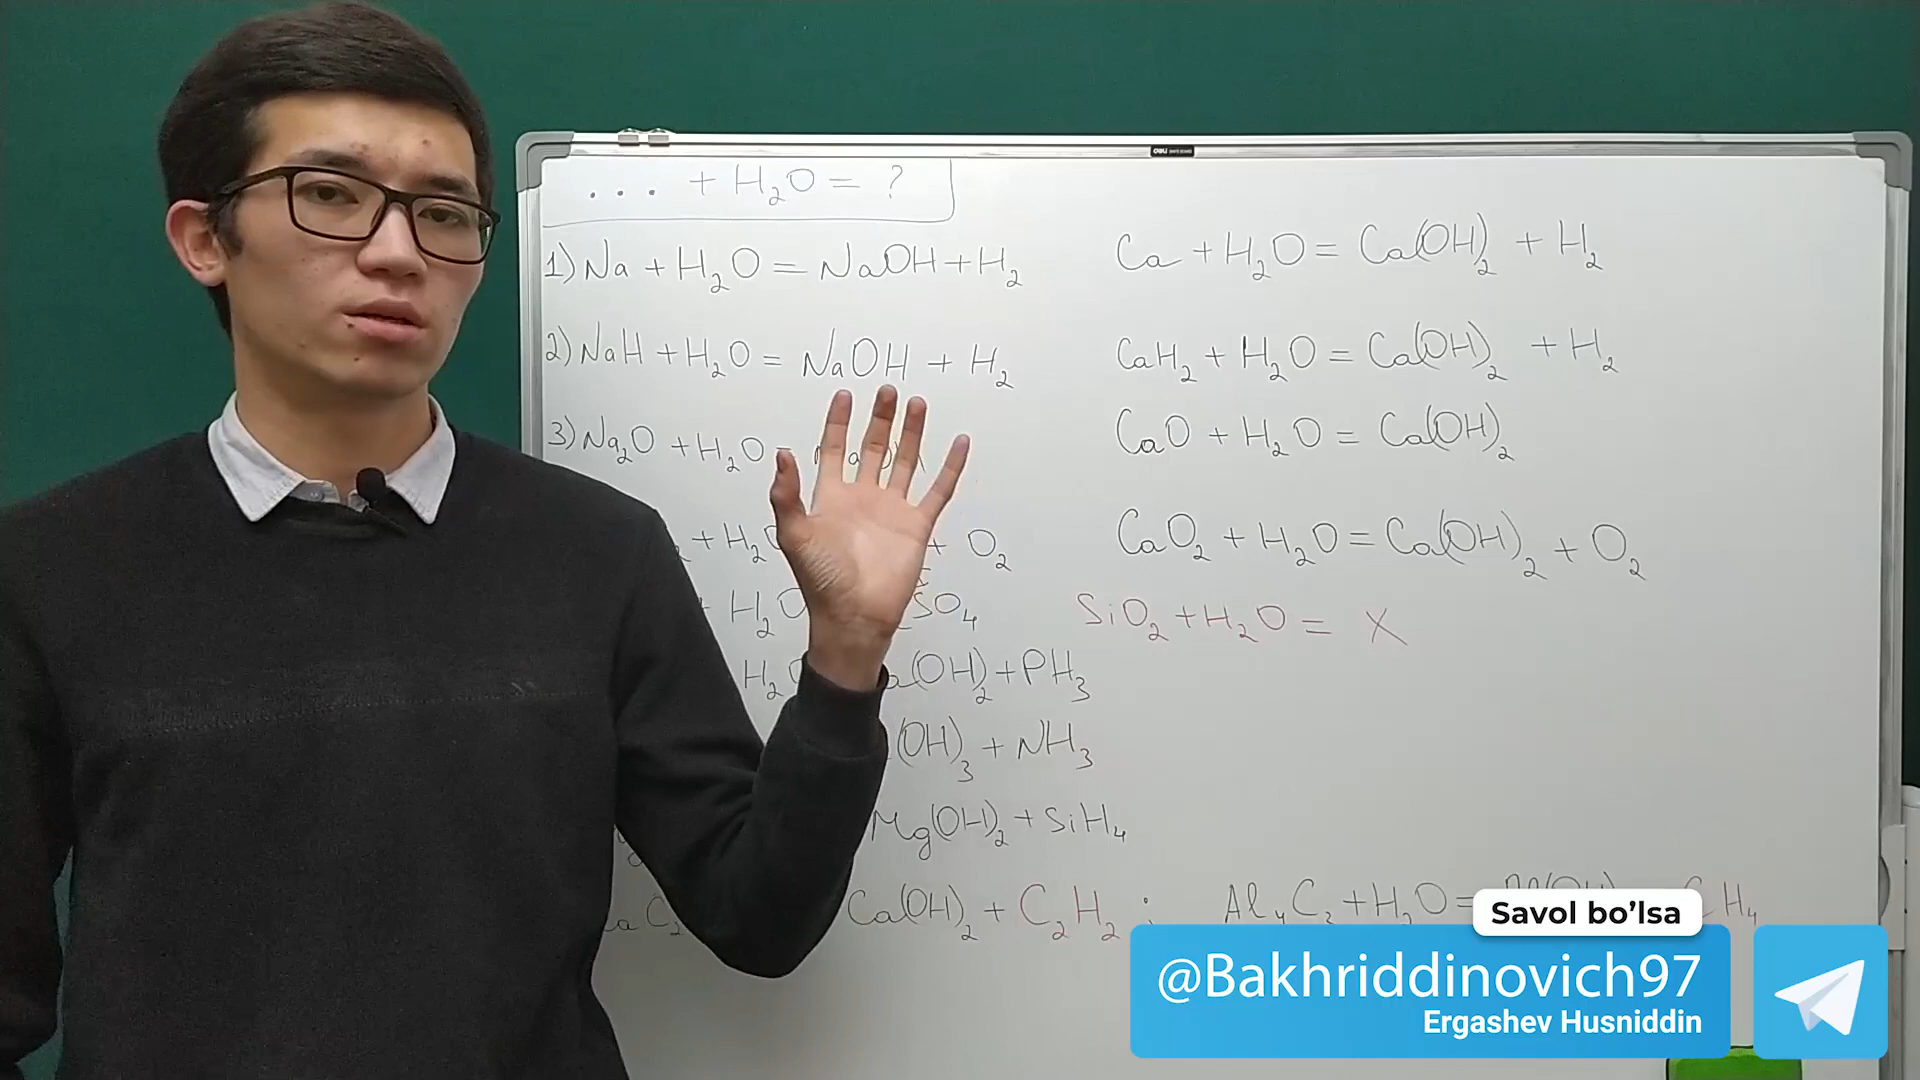 ... + H₂O = ?
1) Na + H₂O = NaOH + H₂
Ca + H₂O = Ca(OH)₂ + H₂
2) NaH + H₂O = NaOH + H₂
CaH₂ + H₂O = Ca(OH)₂ + H₂
3) Na₂O + H₂O =
CaO + H₂O = Ca(OH)₂
+ H₂O + O₂
CaO₂ + H₂O = Ca(OH)₂ + O₂
H₂O SO₄
SiO₂ + H₂O = X
H₂O (OH)₂ + PH₃
(OH)₃ + NH₃
Mg(OH)₂ + SiH₄
Ca(OH)₂ + C₂H₂ ; Al₄C₃ + H₂O = CH₄
Savol bo'lsa
@Bakhriddinovich97
Ergashev Husniddin